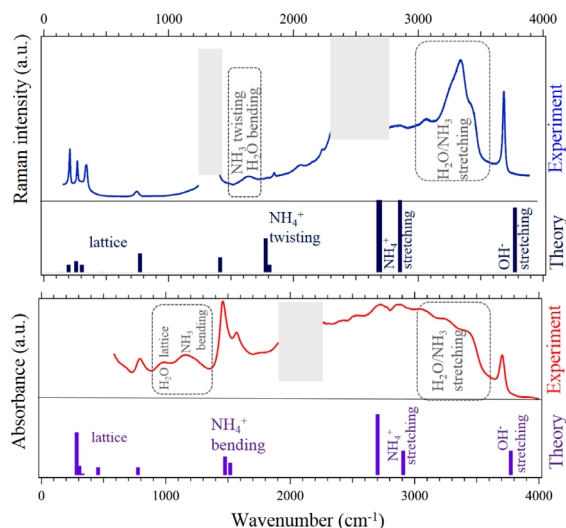 0 1000 2000 3000 4000
Raman intensity (a.u.)
NH₃ twisting
H₂O bending
H₂O/NH₃
stretching
Experiment
lattice
NH₄⁺
twisting
NH₄⁺
stretching
OH⁻
stretching
Theory
Absorbance (a.u.)
H₂O lattice
NH₃
bending
H₂O/NH₃
stretching
Experiment
lattice
NH₄⁺
bending
NH₄⁺
stretching
OH⁻
stretching
Theory
0 1000 2000 3000 4000
Wavenumber (cm⁻¹)